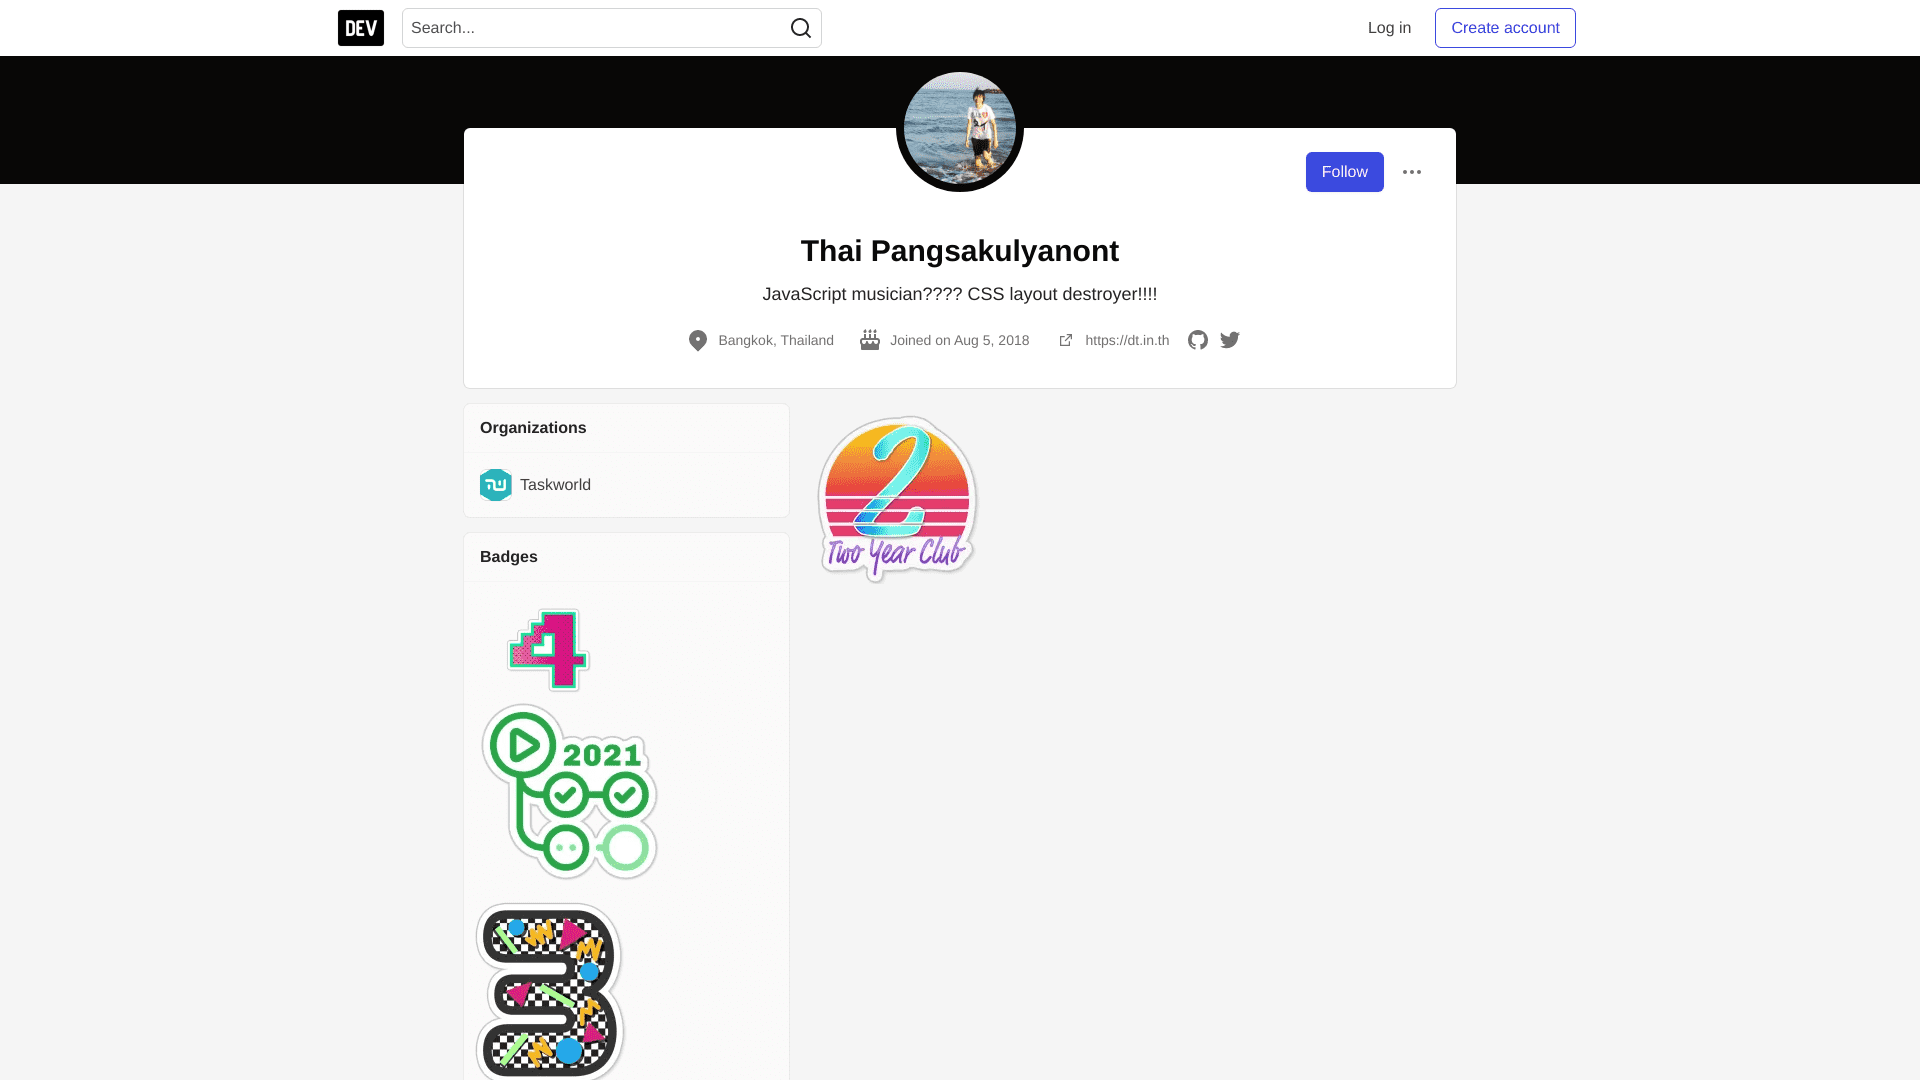 DEV
Search...
Log in
Create account
Follow
Thai Pangsakulyanont
JavaScript musician???? CSS layout destroyer!!!!
Bangkok, Thailand
Joined on Aug 5, 2018
https://dt.in.th
Organizations
Taskworld
Badges
4
2021
2
Two Year Club